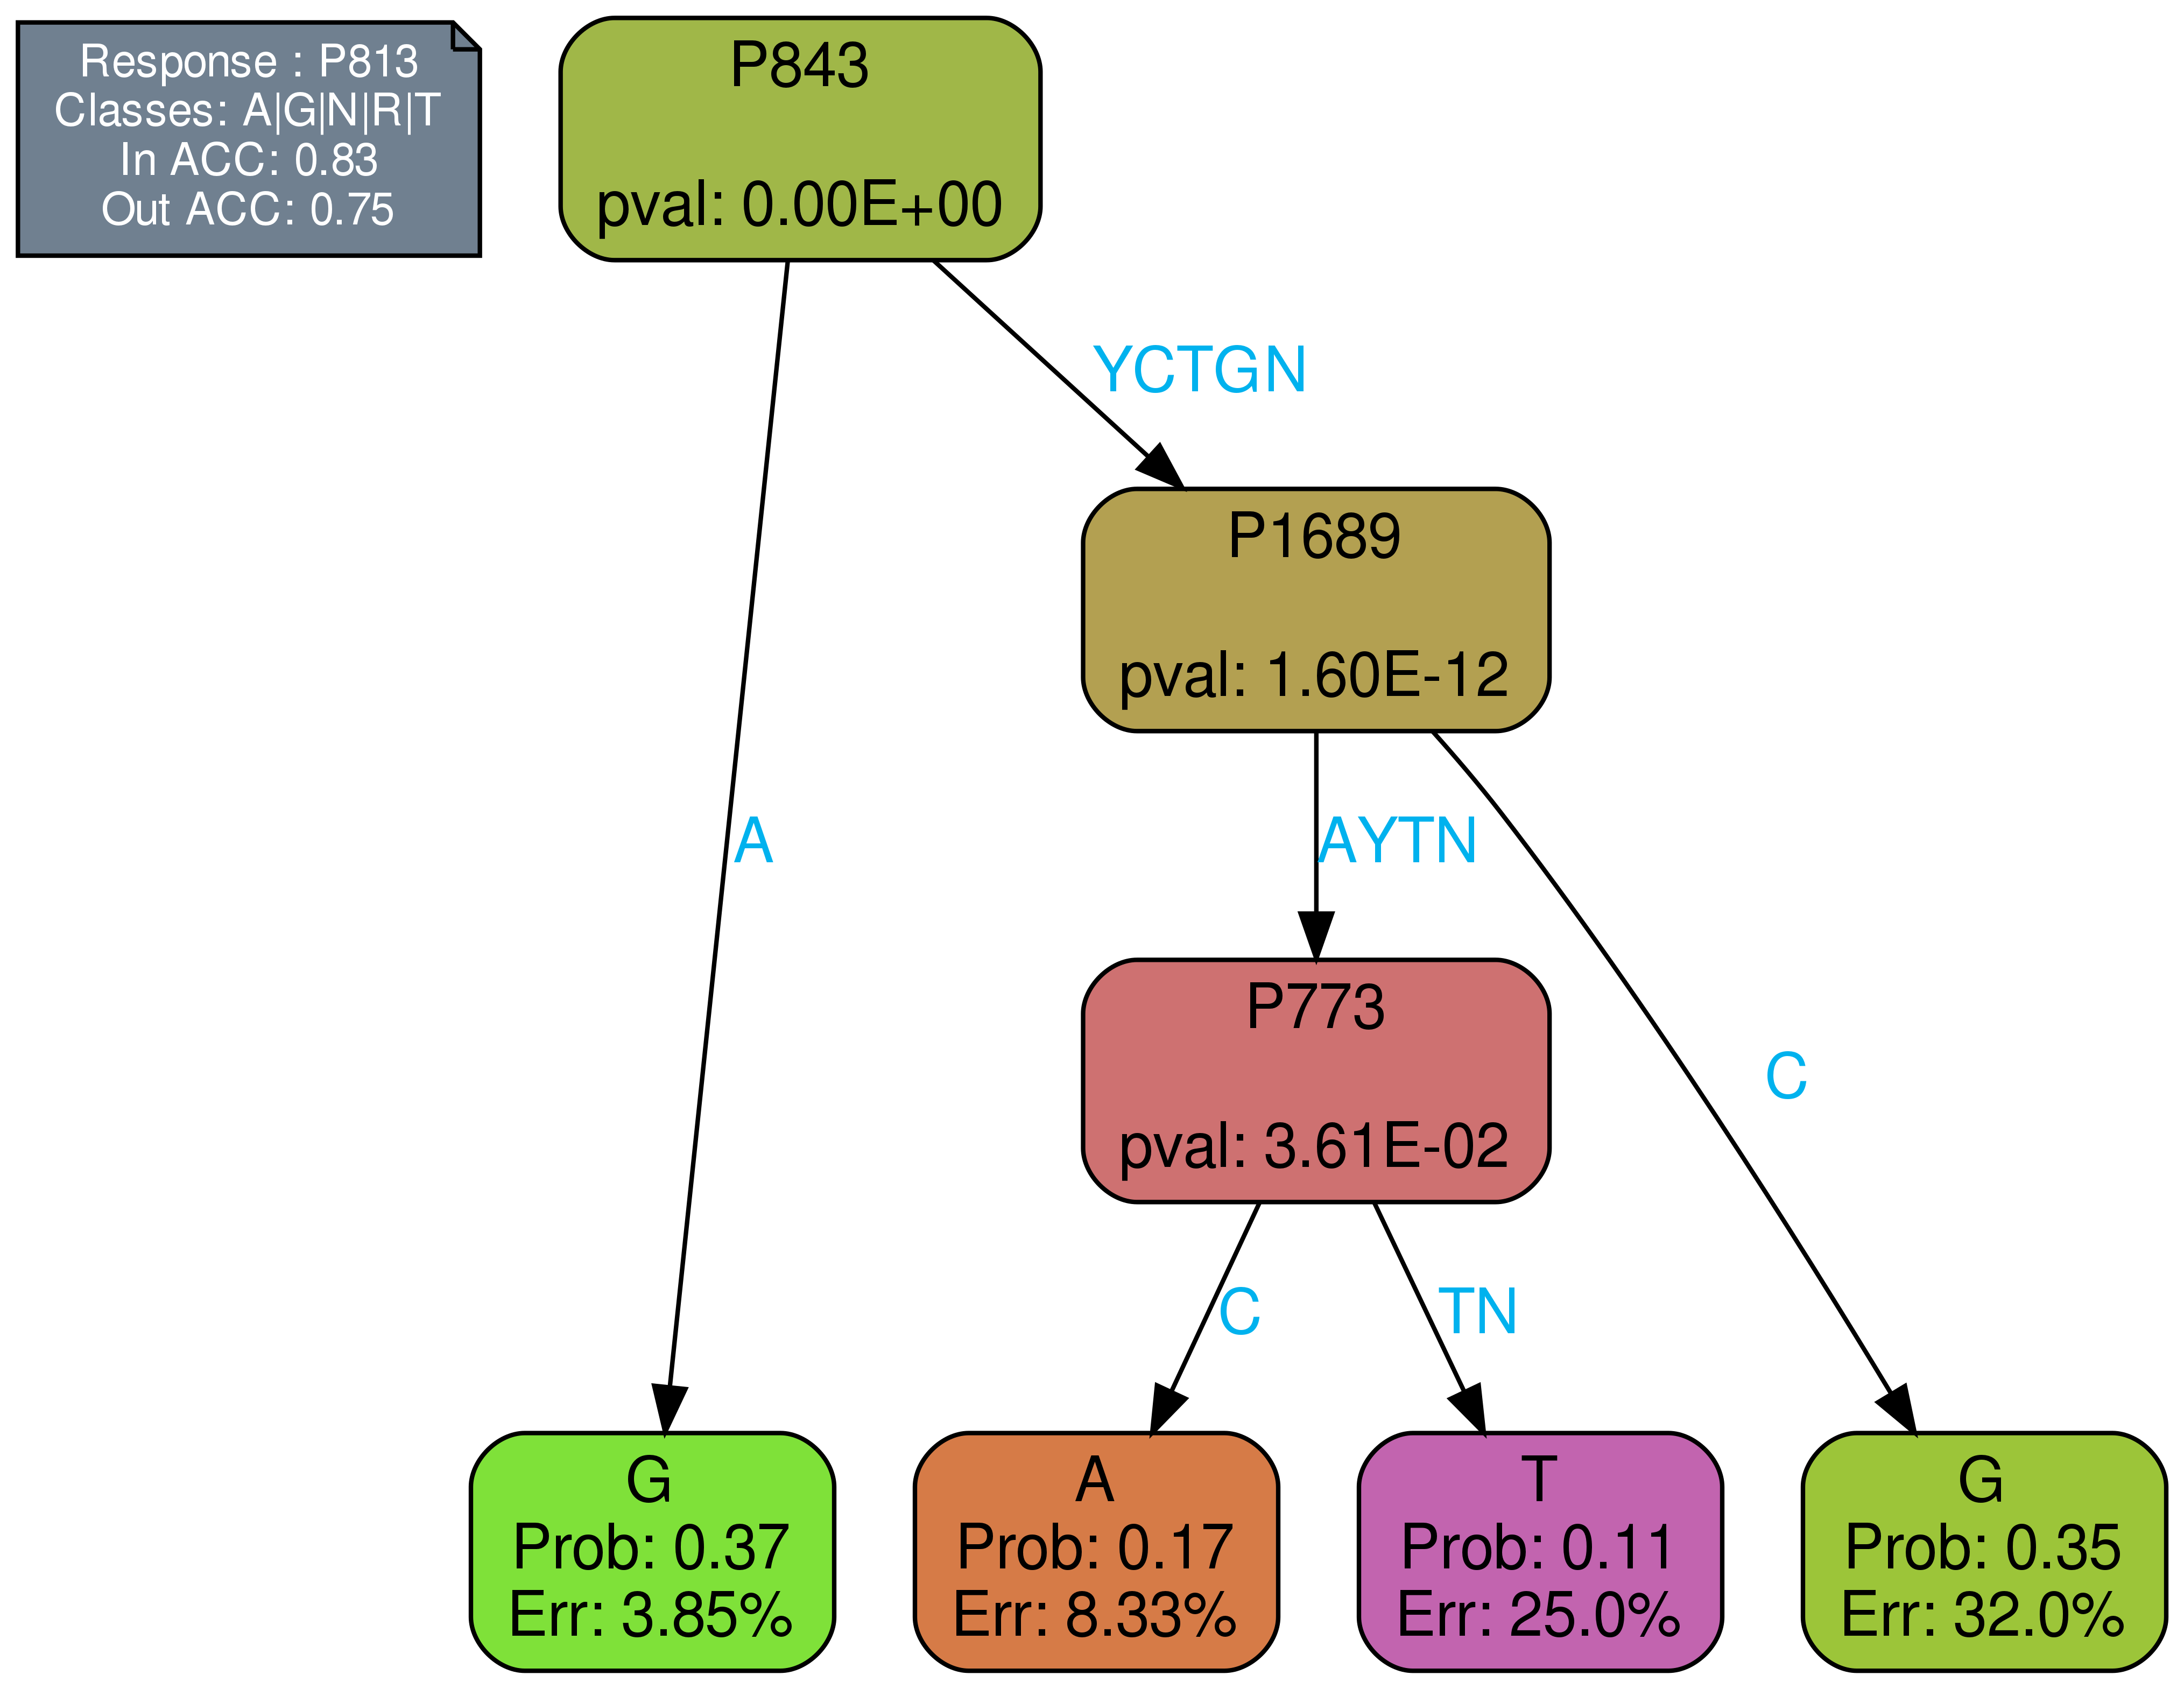 Response : P813
Classes: A|G|N|R|T
In ACC: 0.83
Out ACC: 0.75
P843
pval: 0.00E+00
YCTGN
P1689
pval: 1.60E-12
A
AYTN
P773
pval: 3.61E-02
C
C
TN
G
Prob: 0.37
Err: 3.85%
A
Prob: 0.17
Err: 8.33%
T
Prob: 0.11
Err: 25.0%
G
Prob: 0.35
Err: 32.0%